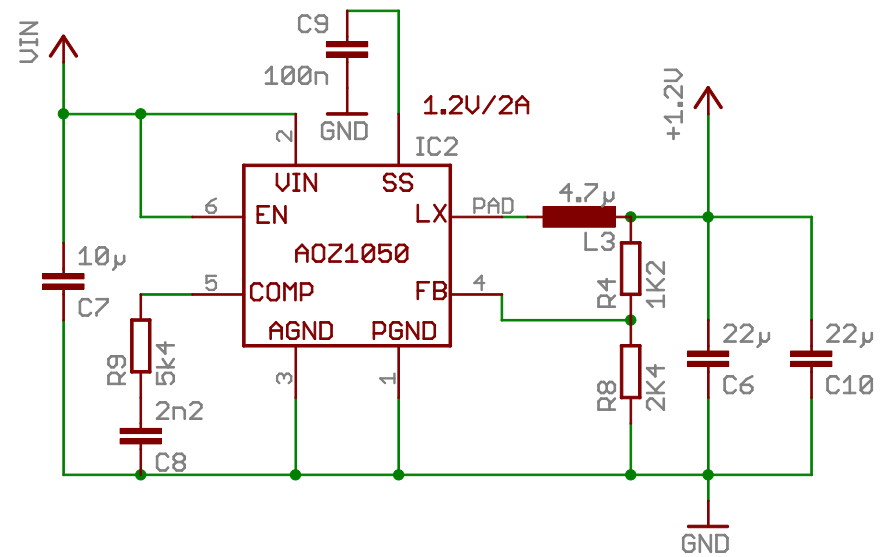 C9
VIN
100n
1.2V/2A
+1.2V
GND
IC2
2
VIN
SS
6
EN
LX
PAD
4.7µ
L3
AOZ1050
10µ
C7
5
COMP
FB
4
R4
1K2
AGND
PGND
R9
5k4
3
1
22µ
C6
22µ
C10
R8
2K4
2n2
C8
GND